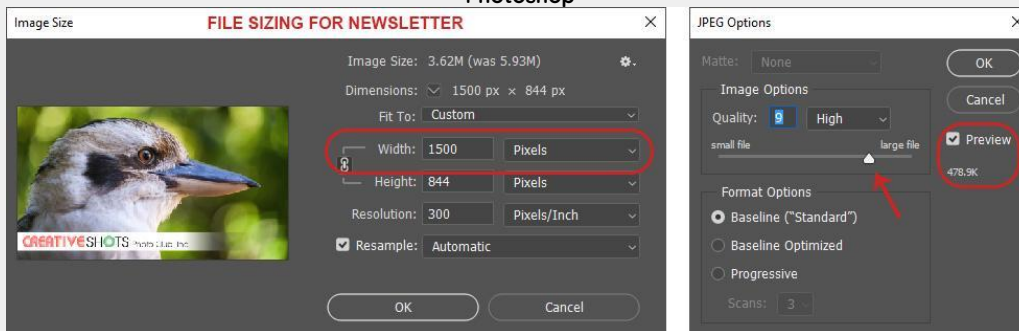 Photoshop
Image Size
FILE SIZING FOR NEWSLETTER
Image Size: 3.62M (was 5.93M)
Dimensions: 1500 px × 844 px
Fit To: Custom
Width: 1500 Pixels
Height: 844 Pixels
Resolution: 300 Pixels/Inch
Resample: Automatic
OK Cancel
CREATIVESHOTS Photo Club Inc
JPEG Options
Matte: None
OK
Image Options
Cancel
Quality: 9 High
Preview
small file large file
478.9K
Format Options
Baseline ("Standard")
Baseline Optimized
Progressive
Scans: 3